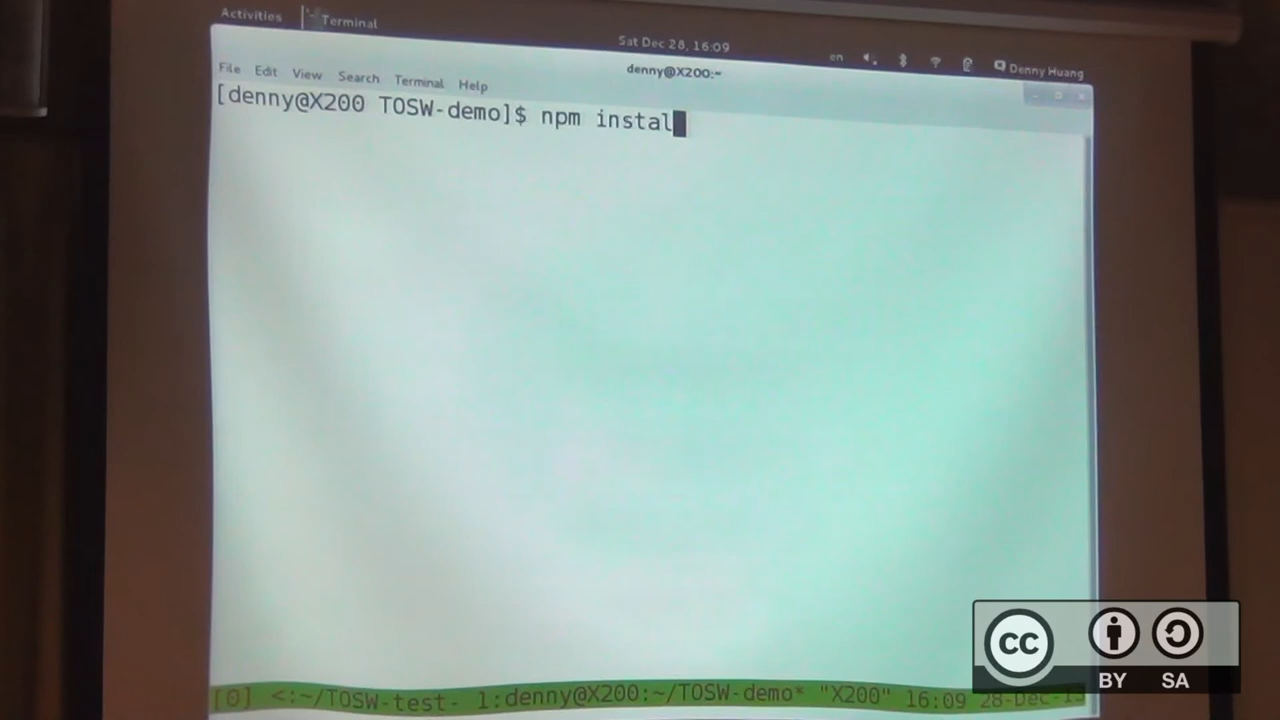 Activities Terminal
Sat Dec 28, 16:09
en
Denny Huang
denny@X200:~
File Edit View Search Terminal Help
[denny@X200 TOSW-demo]$ npm instal
[0] <:~/TOSW-test- 1:denny@X200:~/TOSW-demo* "X200" 16:09 28-Dec-13
CC
BY SA